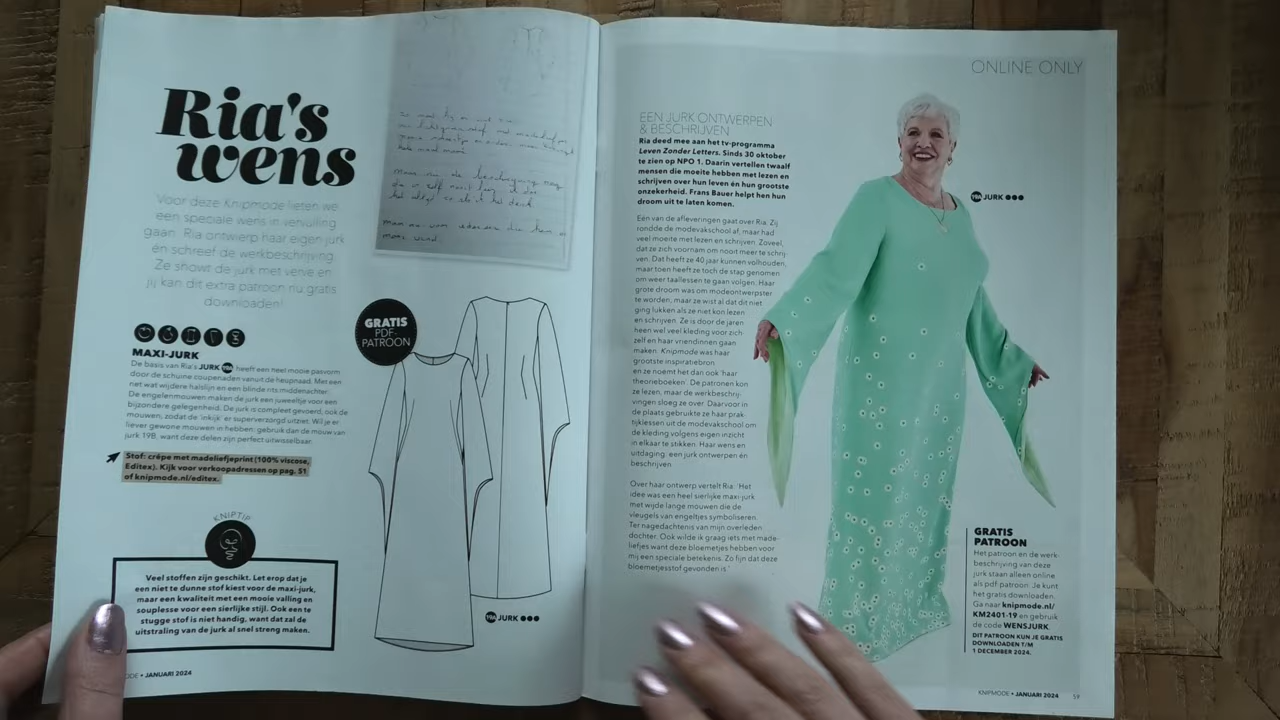 Ria's
wens
Voor deze Knipmode lieten we
een speciale wens in vervulling
gaan. Ria ontwierp haar eigen jurk
en schreef de werkbeschrijving.
Ze showt de jurk met verve en
jij kan dit extra patroon nu gratis
downloaden!
MAXI-JURK
De basis van Ria's JURK 19A heeft een heel mooie pasvorm
door de schuine coupenaden vanuit de heupnaad. Met een
net wat wijdere halslijn en een blinde rits middenachter.
De engelenmouwen maken de jurk een juweeltje voor een
bijzondere gelegenheid. De jurk is compleet gevoerd, ook de
mouwen, zodat de 'inkijk' er superverzorgd uitziet. Wil je er
liever gewone mouwen in hebben: gebruik dan de mouw van
jurk 19B, want deze delen zijn perfect uitwisselbaar.
Stof: crêpe met madeliefjeprint (100% viscose,
Editex). Kijk voor verkoopadressen op pag. 51
of knipmode.nl/editex.
KNIPTIP
Veel stoffen zijn geschikt. Let erop dat je
een niet te dunne stof kiest voor de maxi-jurk,
maar een kwaliteit met een mooie valling en
souplesse voor een sierlijke stijl. Ook een te
stugge stof is niet handig, want dan zal de
uitstraling van de jurk al snel streng maken.
GRATIS
PDF-
PATROON
19A JURK
JANUARI 2024
ONLINE ONLY
EEN JURK ONTWERPEN
& BESCHRIJVEN
Ria deed mee aan het tv-programma
Leven Zonder Letters. Sinds 30 oktober
te zien op NPO 1. Daarin vertellen twaalf
mensen die moeite hebben met lezen en
schrijven over hun leven én hun grootste
onzekerheid. Frans Bauer helpt hen hun
droom uit te laten komen.
Eén van de afleveringen gaat over Ria. Zij
rondde de modevakschool af, maar had
veel moeite met lezen en schrijven. Zoveel,
dat ze zich voornam om nooit meer te schrij-
ven. Dat heeft ze 40 jaar kunnen volhouden,
maar toen heeft ze toch de stap genomen
om weer taallessen te gaan volgen. Haar
grote droom was om modeontwerpster
te worden, maar ze wist al dat dit niet
ging lukken als ze niet kon lezen
en schrijven. Ze is door de jaren
heen wel veel kleding voor zich-
zelf en haar vriendinnen gaan
maken. Knipmode was haar
grootste inspiratiebron
en ze noemt het dan ook 'haar
theorieboeken'. De patronen kon
ze lezen, maar de werkbeschrij-
vingen sloeg ze over. Daarvoor in
de plaats gebruikte ze haar prak-
tijklessen uit de modevakschool om
de kleding volgens eigen inzicht
in elkaar te stikken. Haar wens en
uitdaging: een jurk ontwerpen én
beschrijven.
Over haar ontwerp vertelt Ria: 'Het
idee was een heel sierlijke maxi-jurk
met wijde lange mouwen die de
vleugels van engeltjes symboliseren.
Ter nagedachtenis van mijn overleden
dochter. Ook wilde ik graag iets met made-
liefjes want deze bloemetjes hebben voor
mij een speciale betekenis. Zo fijn dat deze
bloemetjesstof gevonden is.'
19A JURK
GRATIS
PATROON
Het patroon en de werk-
beschrijving van deze
jurk staan alleen online
als pdf patroon. Je kunt
het gratis downloaden.
Ga naar knipmode.nl/
KM2401-19 en gebruik
de code WENSJURK.
DIT PATROON KUN JE GRATIS
DOWNLOADEN T/M
1 DECEMBER 2024.
KNIPMODE • JANUARI 2024